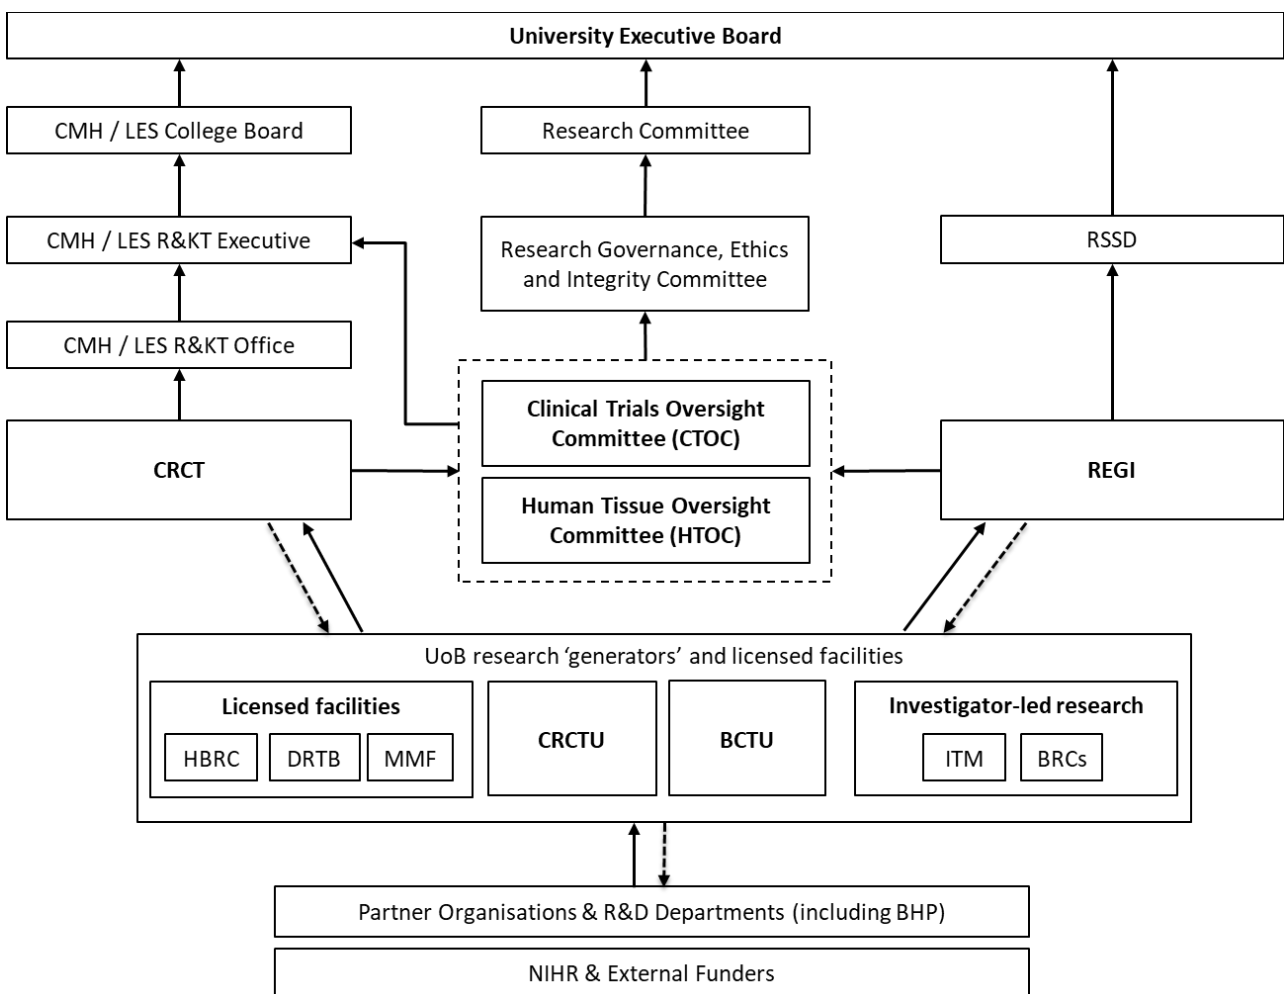 University Executive Board
CMH / LES College Board
Research Committee
CMH / LES R&KT Executive
Research Governance, Ethics
and Integrity Committee
RSSD
CMH / LES R&KT Office
Clinical Trials Oversight
Committee (CTOC)
CRCT
REGI
Human Tissue Oversight
Committee (HTOC)
UoB research ‘generators’ and licensed facilities
Licensed facilities
HBRC
DRTB
MMF
CRCTU
BCTU
Investigator-led research
ITM
BRCs
Partner Organisations & R&D Departments (including BHP)
NIHR & External Funders